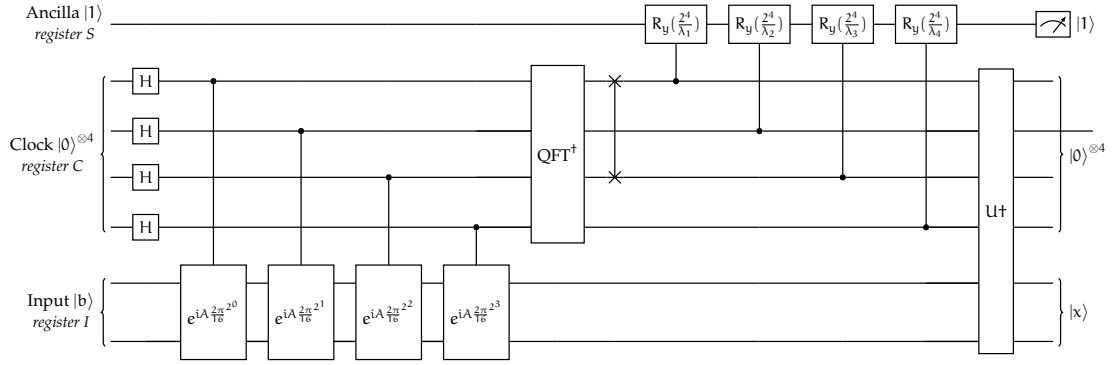 Ancilla |1⟩
register S
R_y(2^4/λ_1) R_y(2^4/λ_2) R_y(2^4/λ_3) R_y(2^4/λ_4)
|1⟩
H
H
Clock |0⟩^⊗4
register C
QFT†
|0⟩^⊗4
H
H
U†
Input |b⟩
register I
e^{iA 2π/16 2^0} e^{iA 2π/16 2^1} e^{iA 2π/16 2^2} e^{iA 2π/16 2^3}
|x⟩